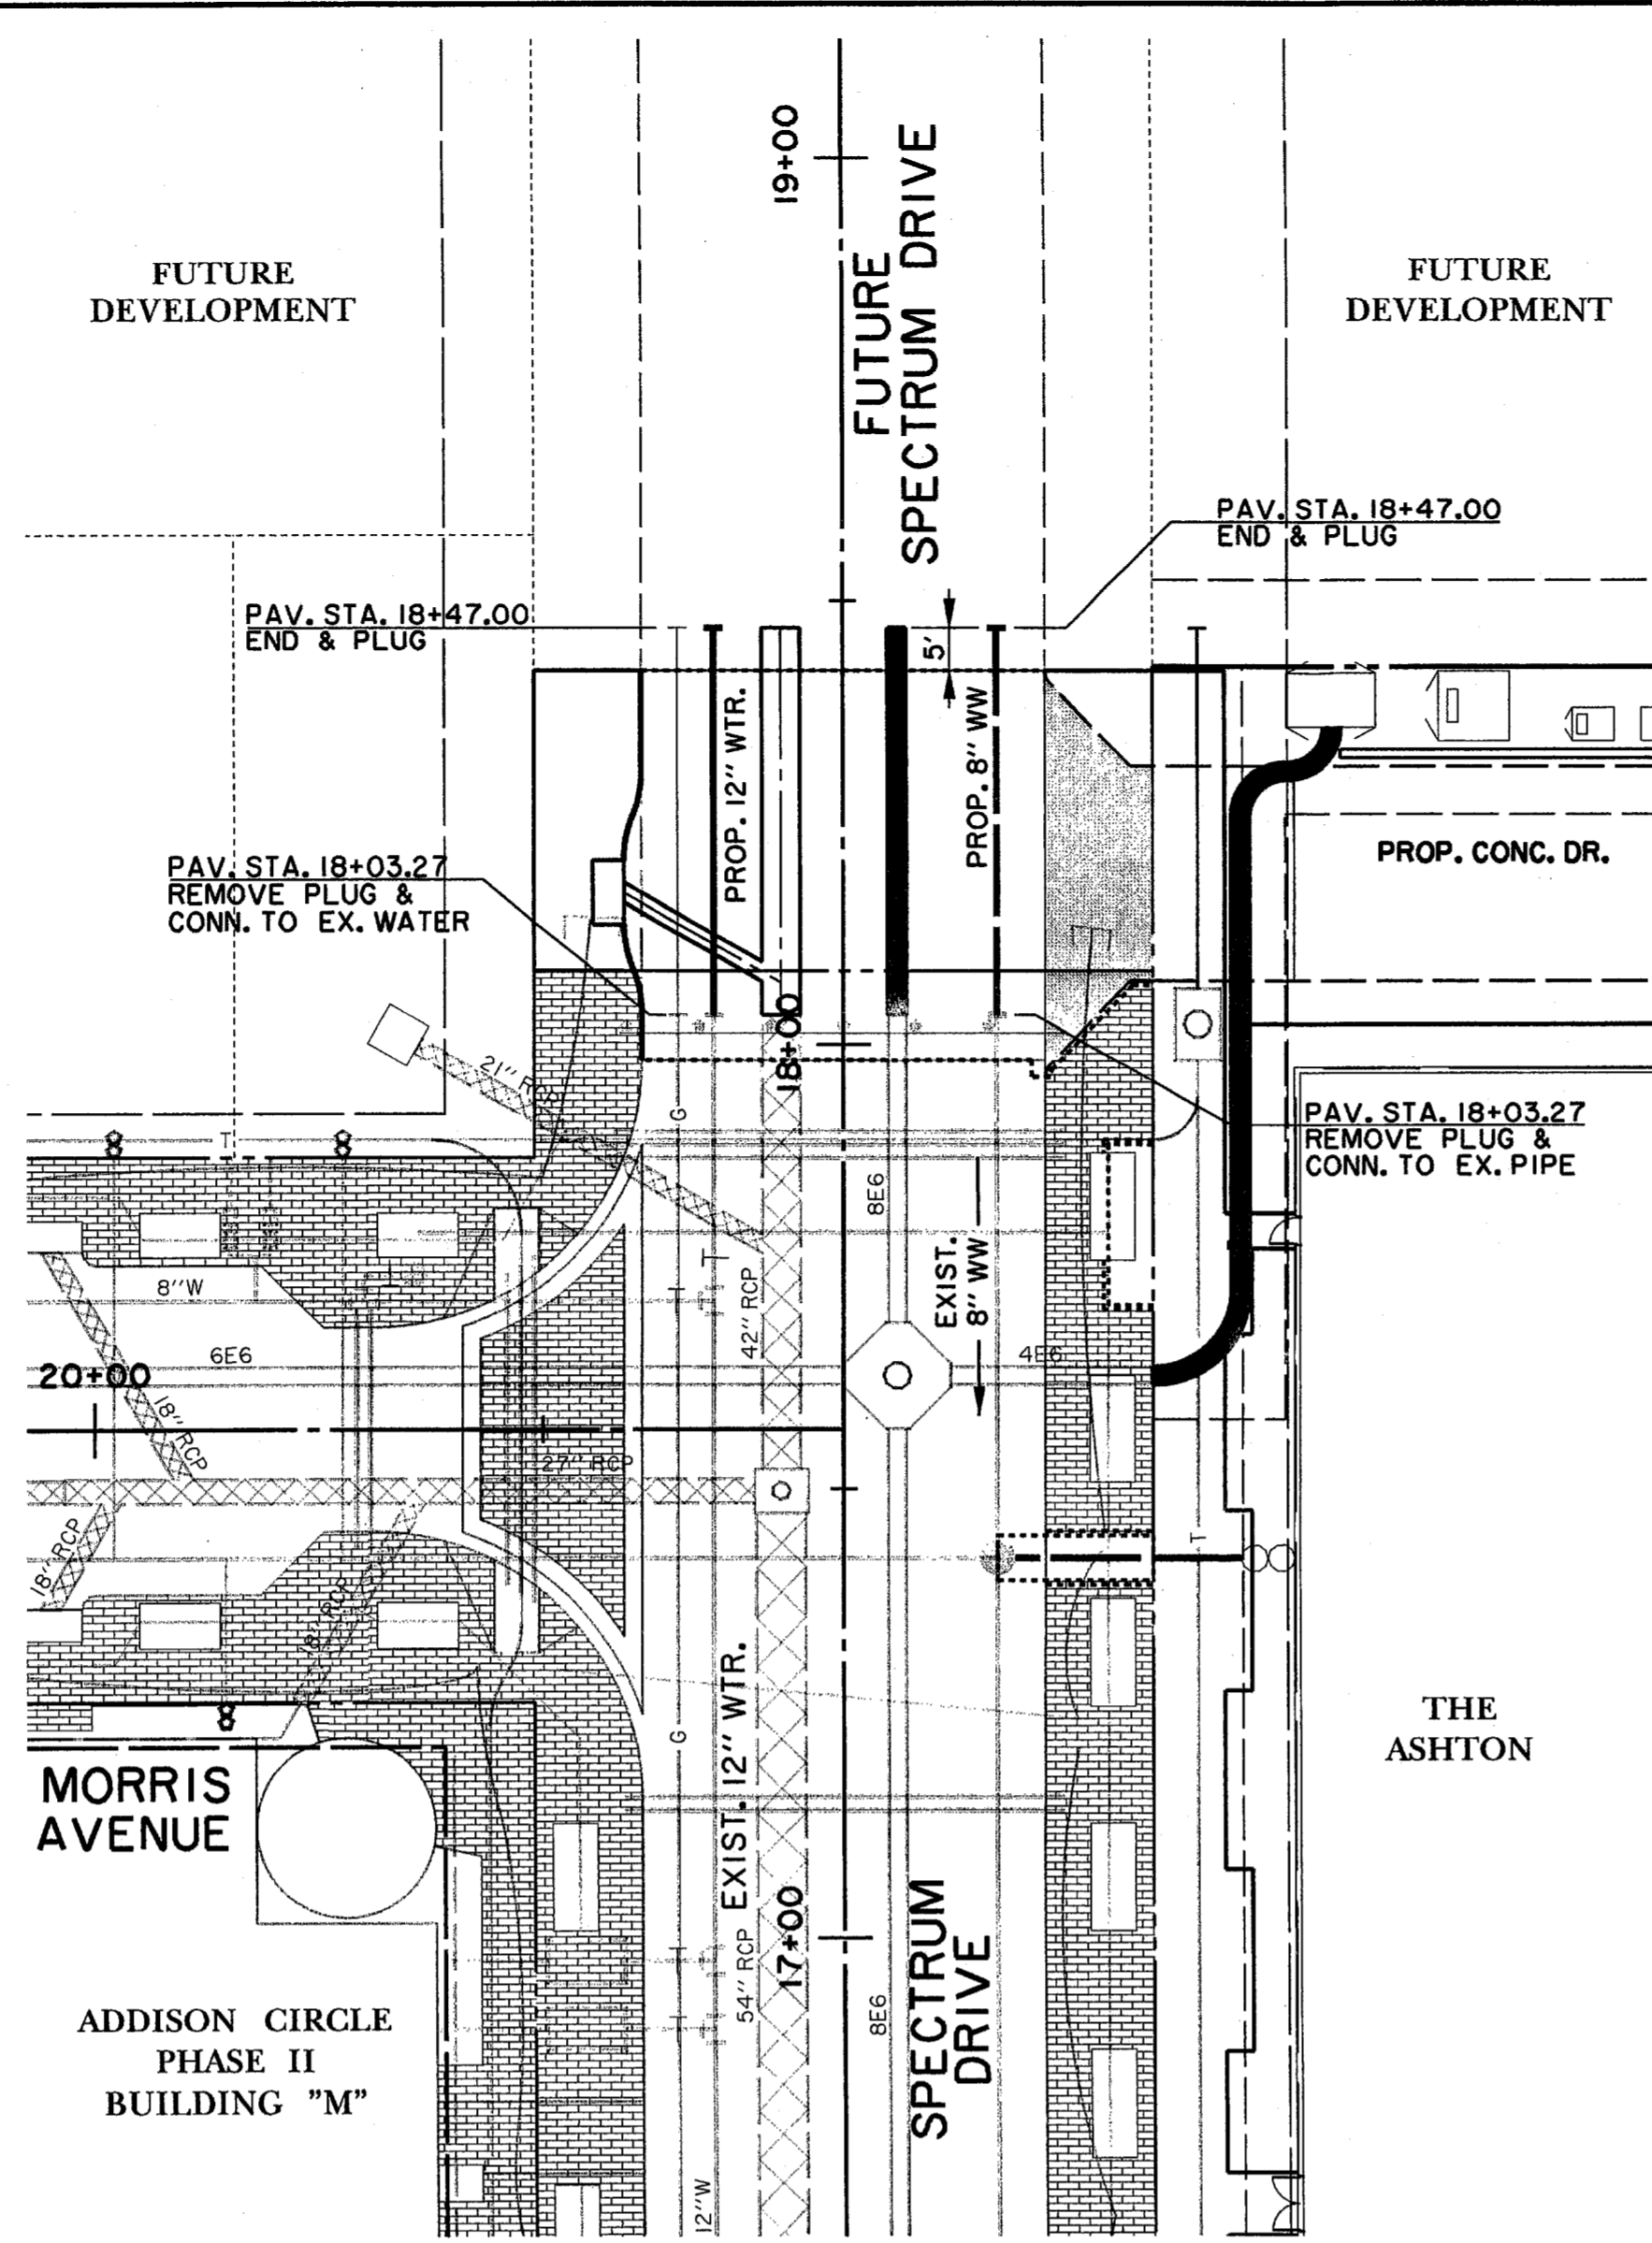 19+00
FUTURE
SPECTRUM DRIVE
FUTURE
DEVELOPMENT
FUTURE
DEVELOPMENT
PAV. STA. 18+47.00
END & PLUG
PAV. STA. 18+47.00
END & PLUG
5'
PROP. 12" WTR.
PROP. 8" WW
PROP. CONC. DR.
PAV. STA. 18+03.27
REMOVE PLUG &
CONN. TO EX. WATER
18+00
21" RCP
G
T
PAV. STA. 18+03.27
REMOVE PLUG &
CONN. TO EX. PIPE
8E6
EXIST.
8" WW
8"W
T
42" RCP
6E6
4E6
20+00
18" RCP
27" RCP
18" RCP
18" RCP
T
G
EXIST. 12" WTR.
THE
ASHTON
MORRIS
AVENUE
54" RCP
17+00
8E6
SPECTRUM
DRIVE
ADDISON CIRCLE
PHASE II
BUILDING "M"
12"W